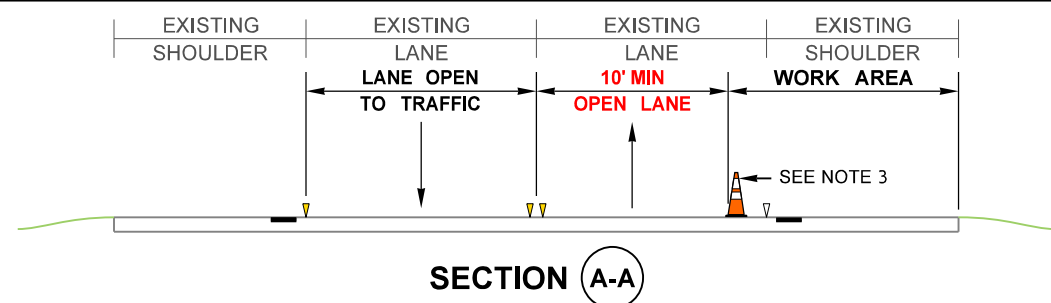 EXISTING EXISTING EXISTING EXISTING
SHOULDER LANE LANE SHOULDER
LANE OPEN
TO TRAFFIC
10' MIN
OPEN LANE
WORK AREA
SEE NOTE 3
SECTION A-A